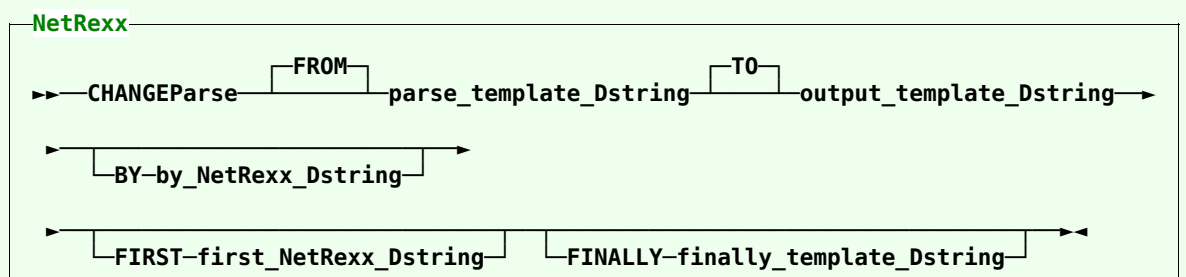 NetRexx
FROM TO
CHANGEParse parse_template_Dstring output_template_Dstring
BY by_NetRexx_Dstring
FIRST first_NetRexx_Dstring FINALLY finally_template_Dstring